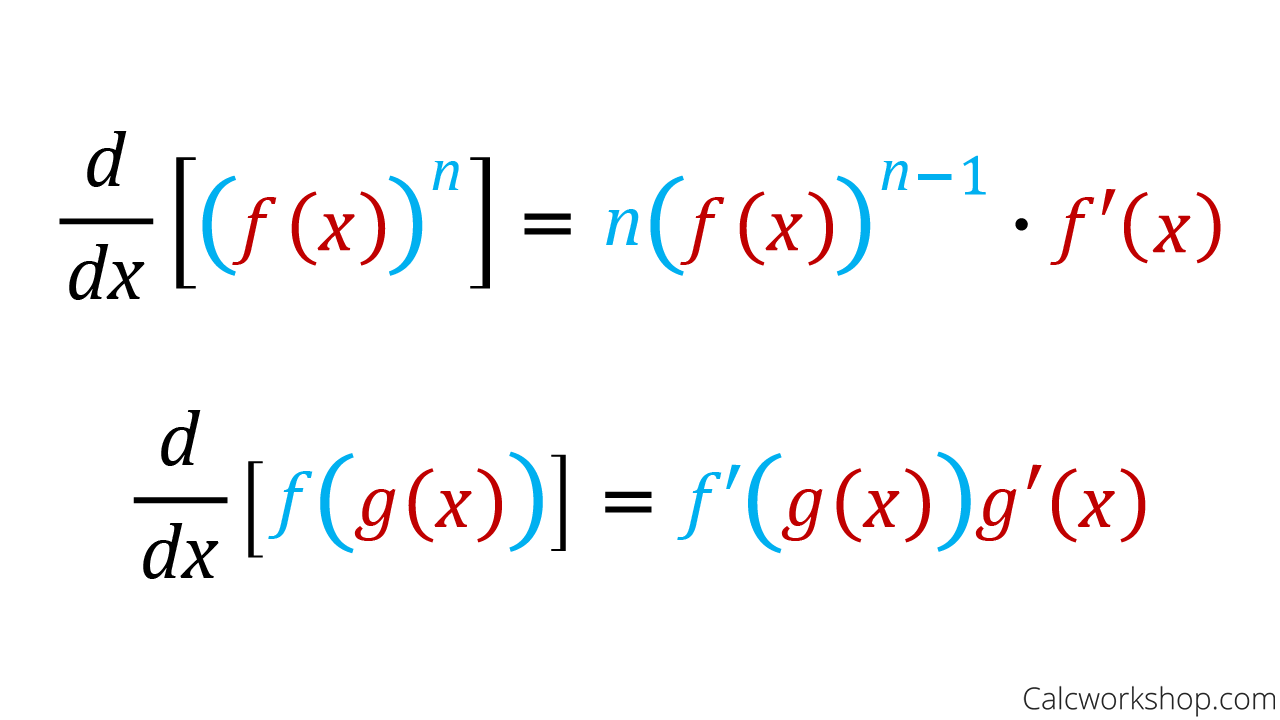 d/dx [(f(x))^n] = n(f(x))^{n−1} · f′(x)
d/dx [f(g(x))] = f′(g(x))g′(x)
Calcworkshop.com